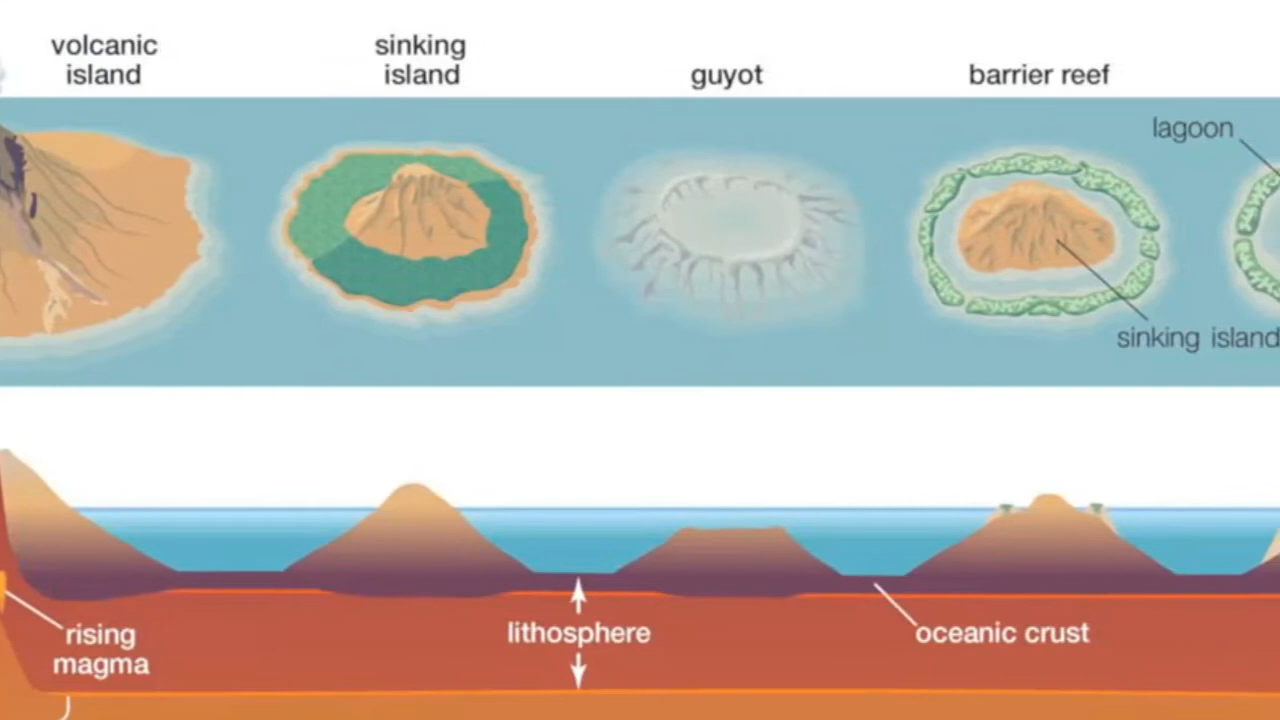 volcanic
island
sinking
island
guyot
barrier reef
lagoon
sinking island
lithosphere
oceanic crust
rising
magma